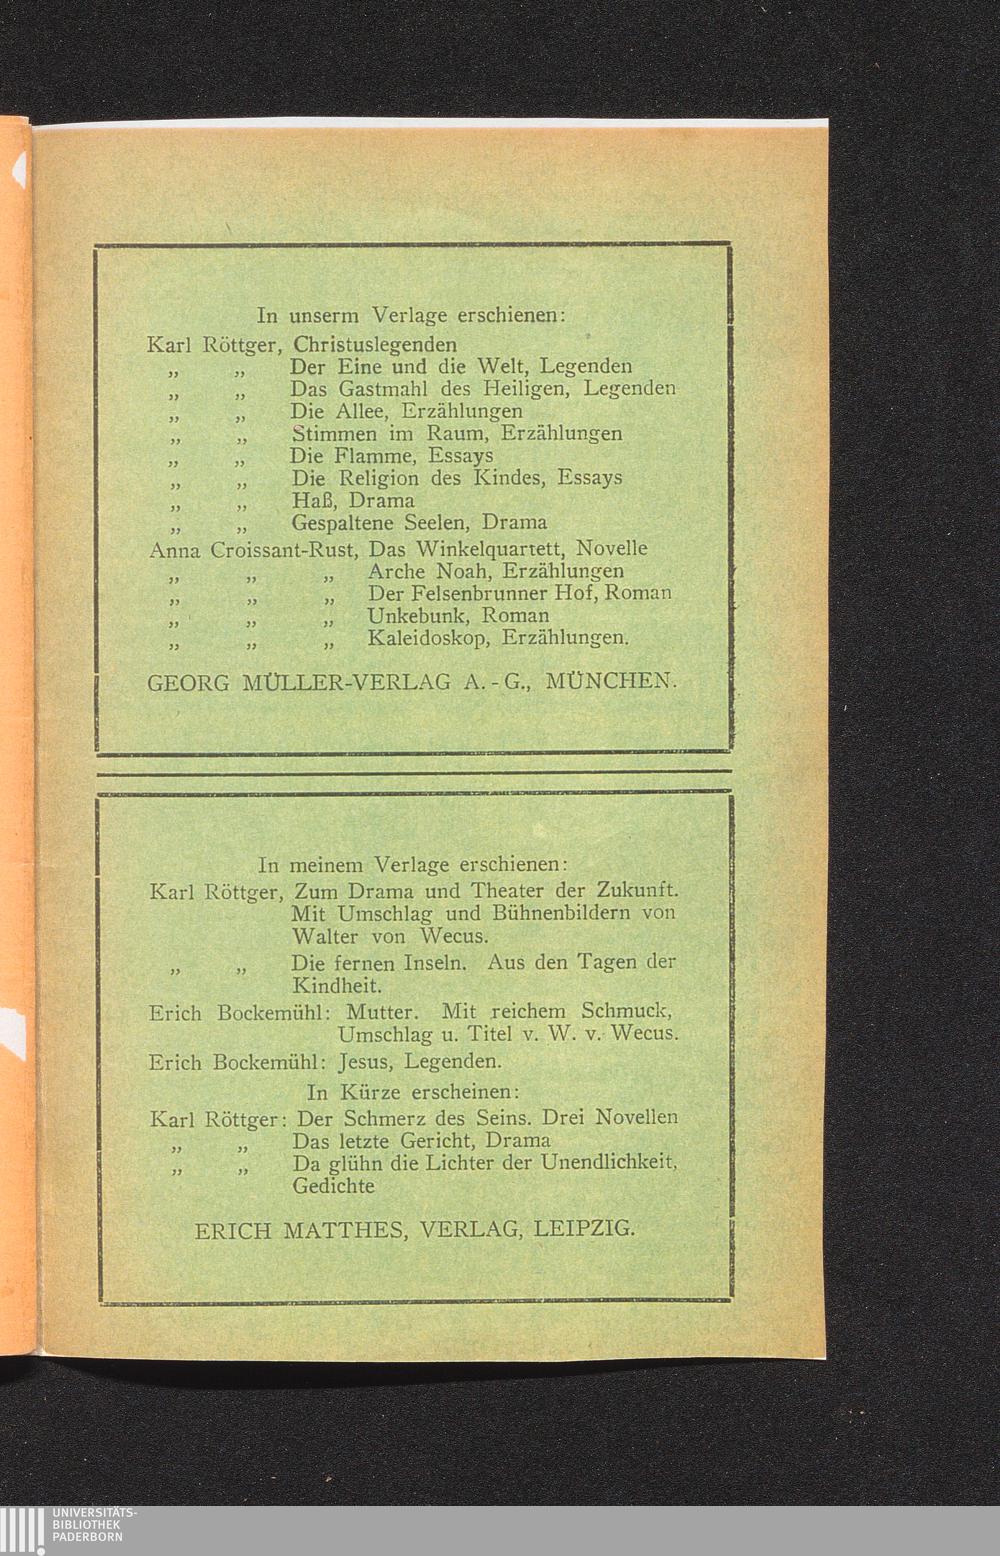 In unserm Verlage erschienen:
Karl Röttger, Christuslegenden
„ „ Der Eine und die Welt, Legenden
„ „ Das Gastmahl des Heiligen, Legenden
„ „ Die Allee, Erzählungen
„ „ Stimmen im Raum, Erzählungen
„ „ Die Flamme, Essays
„ „ Die Religion des Kindes, Essays
„ „ Haß, Drama
„ „ Gespaltene Seelen, Drama
Anna Croissant-Rust, Das Winkelquartett, Novelle
„ „ „ Arche Noah, Erzählungen
„ „ „ Der Felsenbrunner Hof, Roman
„ „ „ Unkebunk, Roman
„ „ „ Kaleidoskop, Erzählungen.
GEORG MÜLLER-VERLAG A.-G., MÜNCHEN.
In meinem Verlage erschienen:
Karl Röttger, Zum Drama und Theater der Zukunft.
Mit Umschlag und Bühnenbildern von
Walter von Wecus.
„ „ Die fernen Inseln. Aus den Tagen der
Kindheit.
Erich Bockemühl: Mutter. Mit reichem Schmuck,
Umschlag u. Titel v. W. v. Wecus.
Erich Bockemühl: Jesus, Legenden.
In Kürze erscheinen:
Karl Röttger: Der Schmerz des Seins. Drei Novellen
„ „ Das letzte Gericht, Drama
„ „ Da glühn die Lichter der Unendlichkeit,
Gedichte
ERICH MATTHES, VERLAG, LEIPZIG.
UNIVERSITÄTS-
BIBLIOTHEK
PADERBORN